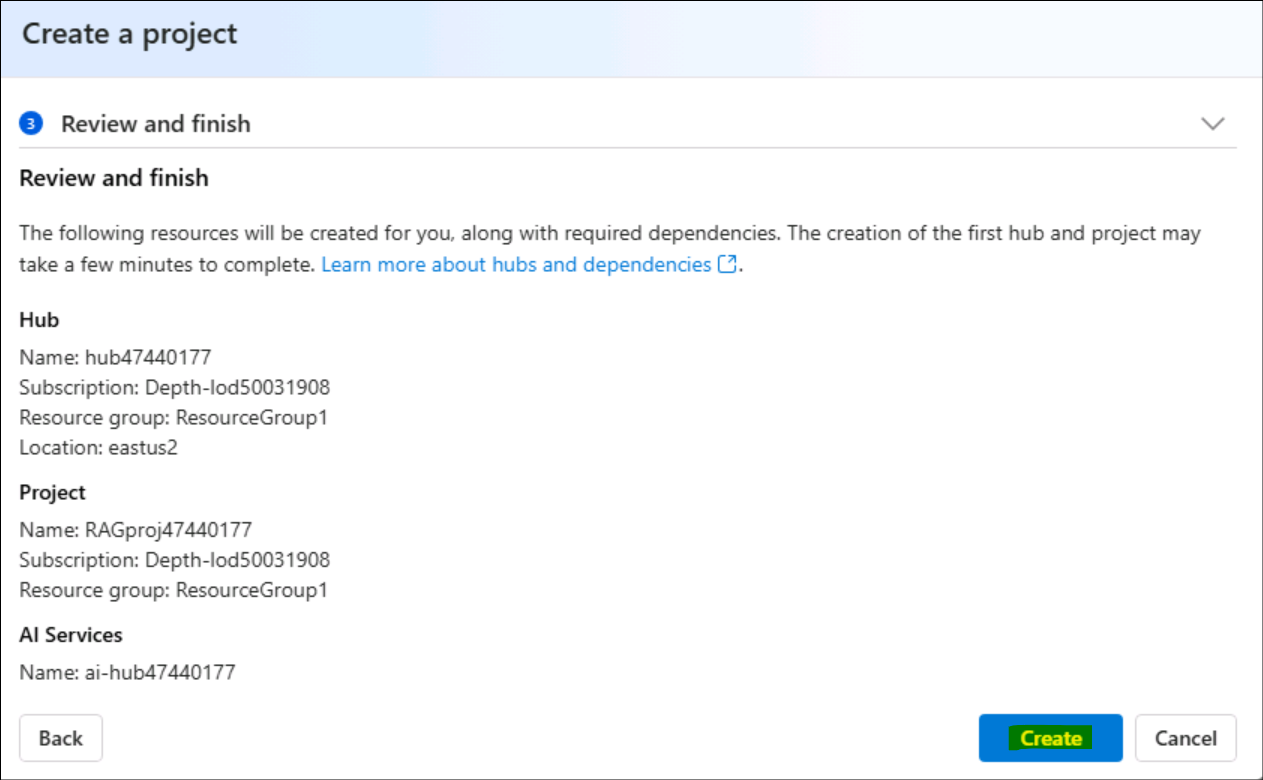 Create a project
3 Review and finish
Review and finish
The following resources will be created for you, along with required dependencies. The creation of the first hub and project may
take a few minutes to complete. Learn more about hubs and dependencies.
Hub
Name: hub47440177
Subscription: Depth-lod50031908
Resource group: ResourceGroup1
Location: eastus2
Project
Name: RAGproj47440177
Subscription: Depth-lod50031908
Resource group: ResourceGroup1
AI Services
Name: ai-hub47440177
Back Create Cancel